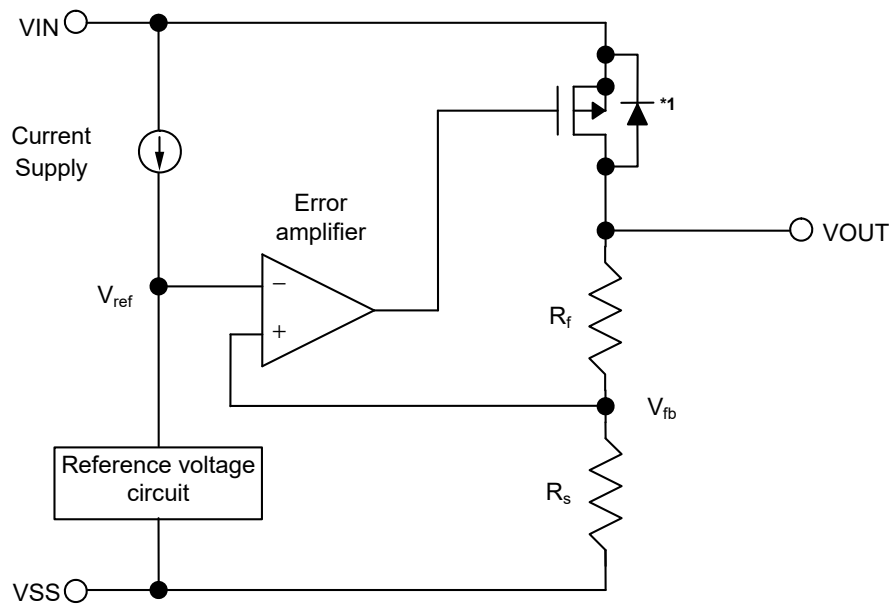 VIN
*1
Current
Supply
Error
amplifier
VOUT
Vref
−
+
Rf
Vfb
Reference voltage
circuit
Rs
VSS